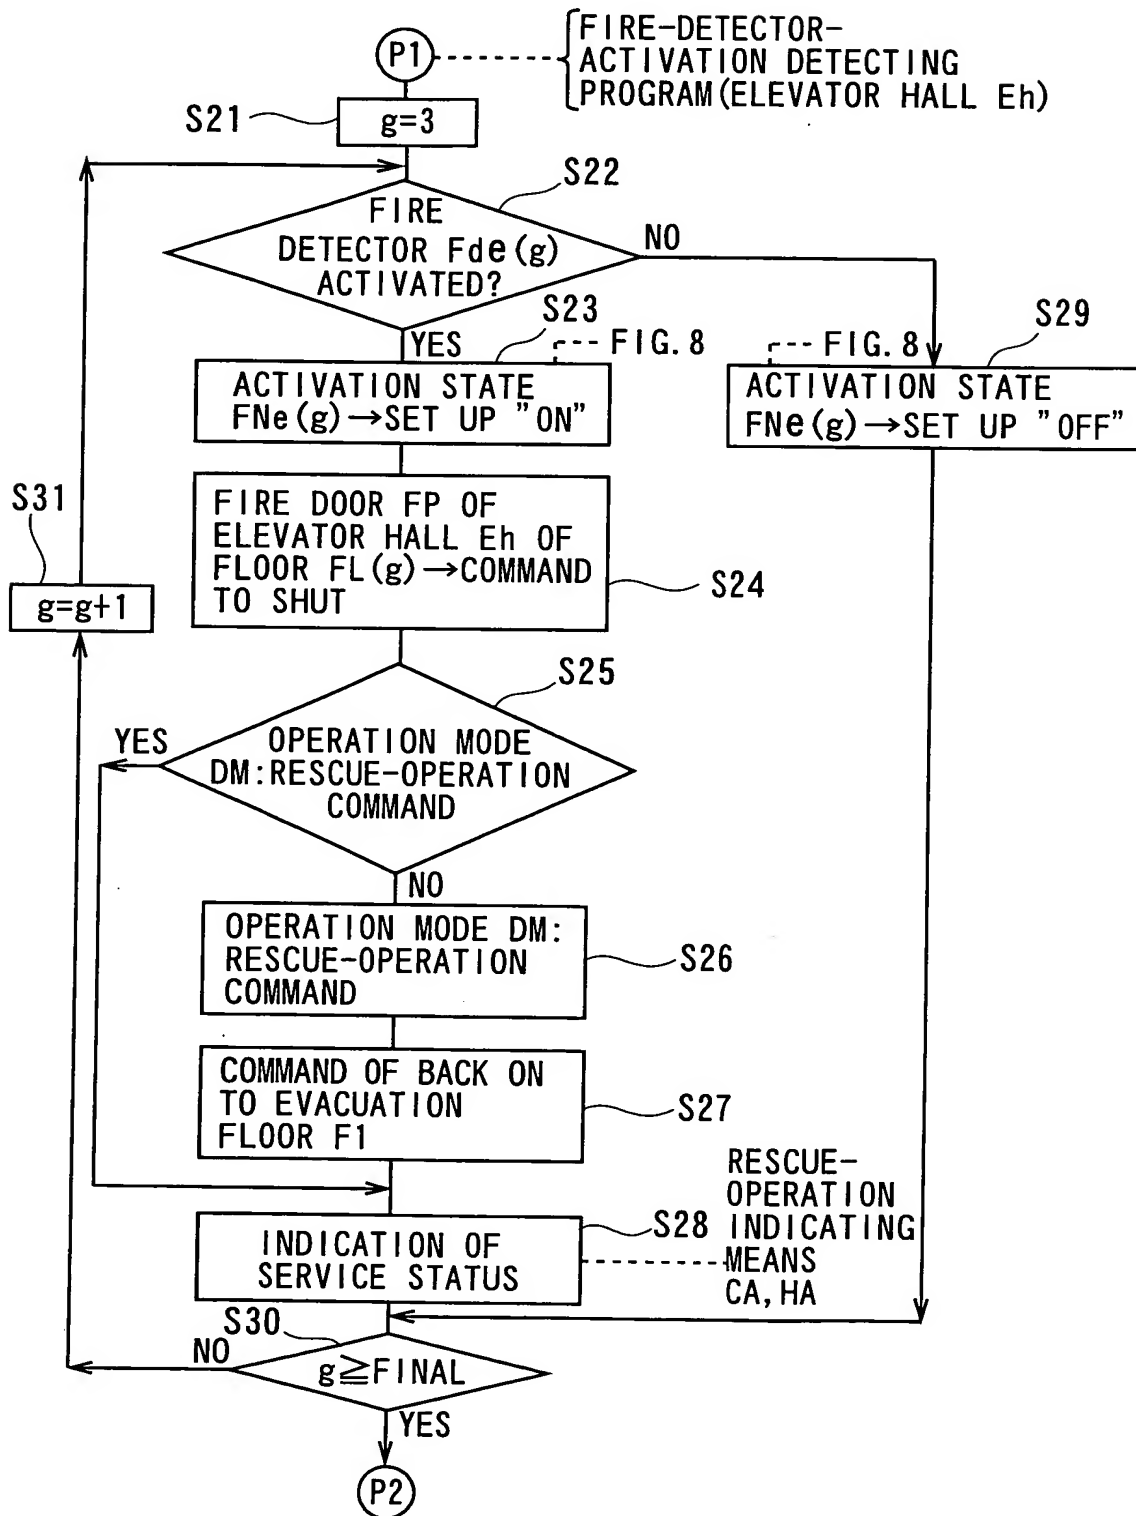 P1
FIRE-DETECTOR-
ACTIVATION DETECTING
PROGRAM(ELEVATOR HALL Eh)
S21
g=3
S22
FIRE
DETECTOR Fde(g)
ACTIVATED?
NO
YES
S23
FIG.8
ACTIVATION STATE
FNe(g)→SET UP "ON"
S29
FIG.8
ACTIVATION STATE
FNe(g)→SET UP "OFF"
S31
g=g+1
FIRE DOOR FP OF
ELEVATOR HALL Eh OF
FLOOR FL(g)→COMMAND
TO SHUT
S24
S25
YES
OPERATION MODE
DM:RESCUE-OPERATION
COMMAND
NO
OPERATION MODE DM:
RESCUE-OPERATION
COMMAND
S26
COMMAND OF BACK ON
TO EVACUATION
FLOOR F1
S27
RESCUE-
OPERATION
INDICATING
MEANS
CA,HA
S28
INDICATION OF
SERVICE STATUS
S30
NO
g≧FINAL
YES
P2